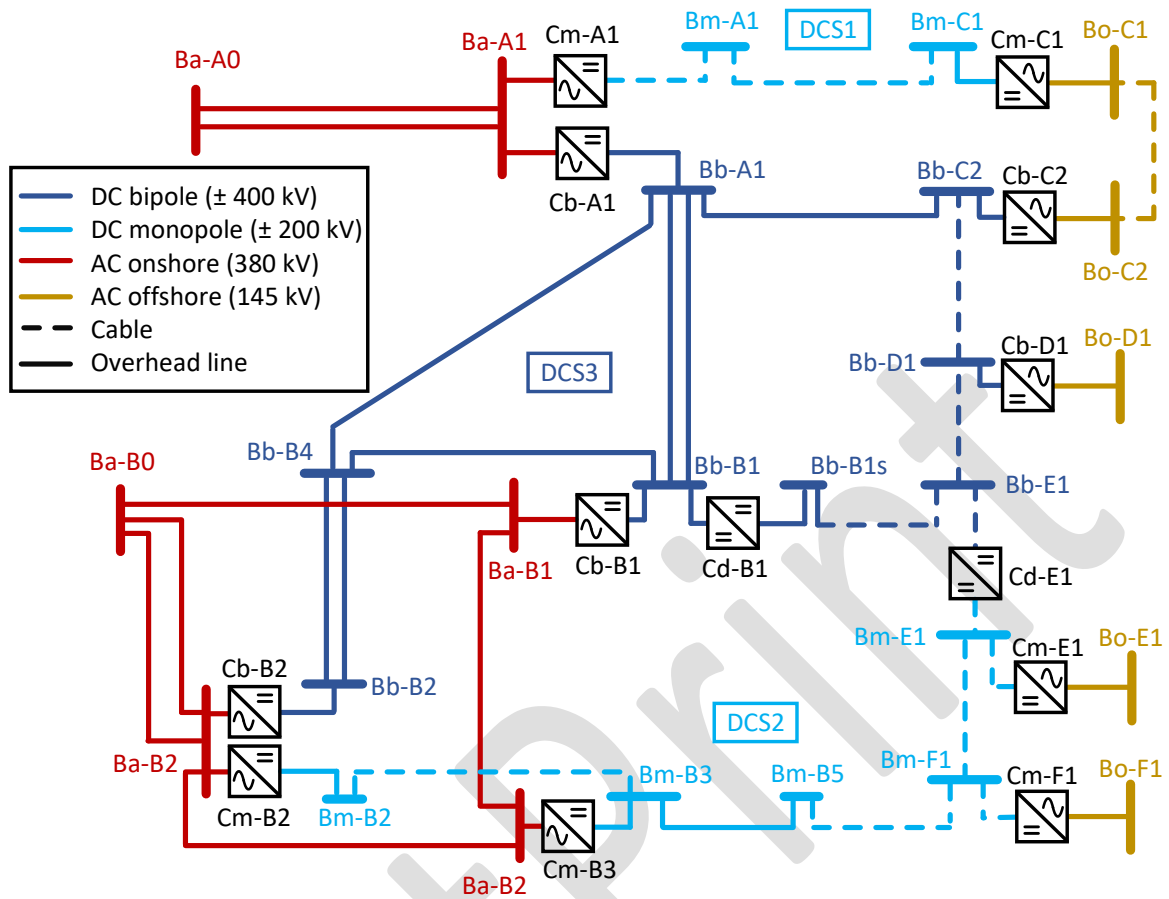 Bm-A1
DCS1
Bm-C1
Cm-A1
Cm-C1
Bo-C1
Ba-A0
Ba-A1
DC bipole (± 400 kV)
DC monopole (± 200 kV)
AC onshore (380 kV)
AC offshore (145 kV)
Cable
Overhead line
Cb-A1
Bb-A1
Bb-C2
Cb-C2
Bo-C2
DCS3
Bb-D1
Cb-D1
Bo-D1
Bb-B4
Ba-B0
Bb-B1
Bb-B1s
Bb-E1
Ba-B1
Cb-B1
Cd-B1
Cd-E1
Bm-E1
Cm-E1
Bo-E1
Cb-B2
Bb-B2
DCS2
Ba-B2
Cm-B2
Bm-B2
Bm-B3
Bm-B5
Bm-F1
Cm-F1
Bo-F1
Ba-B2
Cm-B3